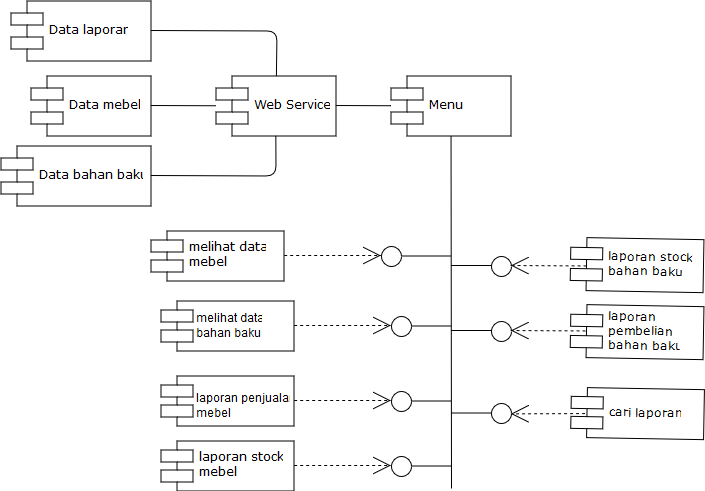 Data laporar
Data mebel
Web Service
Menu
Data bahan baku
melihat data
mebel
melihat data
bahan baku
laporan penjuala
mebel
laporan stock
mebel
laporan stock
bahan baku
laporan
pembelian
bahan baku
cari laporan